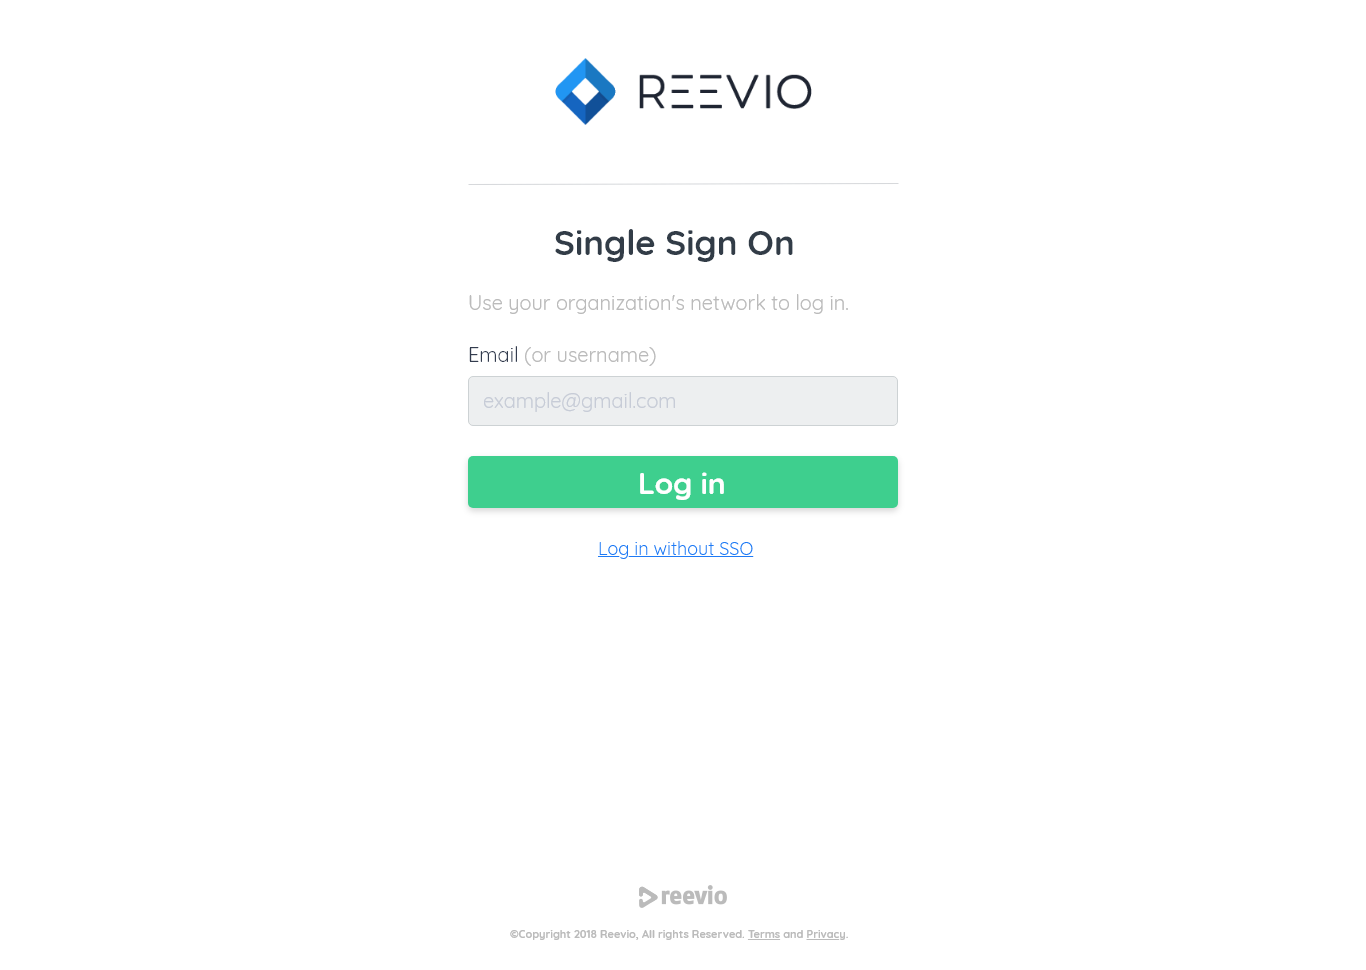 REEVIO
Single Sign On
Use your organization's network to log in.
Email (or username)
example@gmail.com
Log in
Log in without SSO
reevio
©Copyright 2018 Reevio, All rights Reserved. Terms and Privacy.